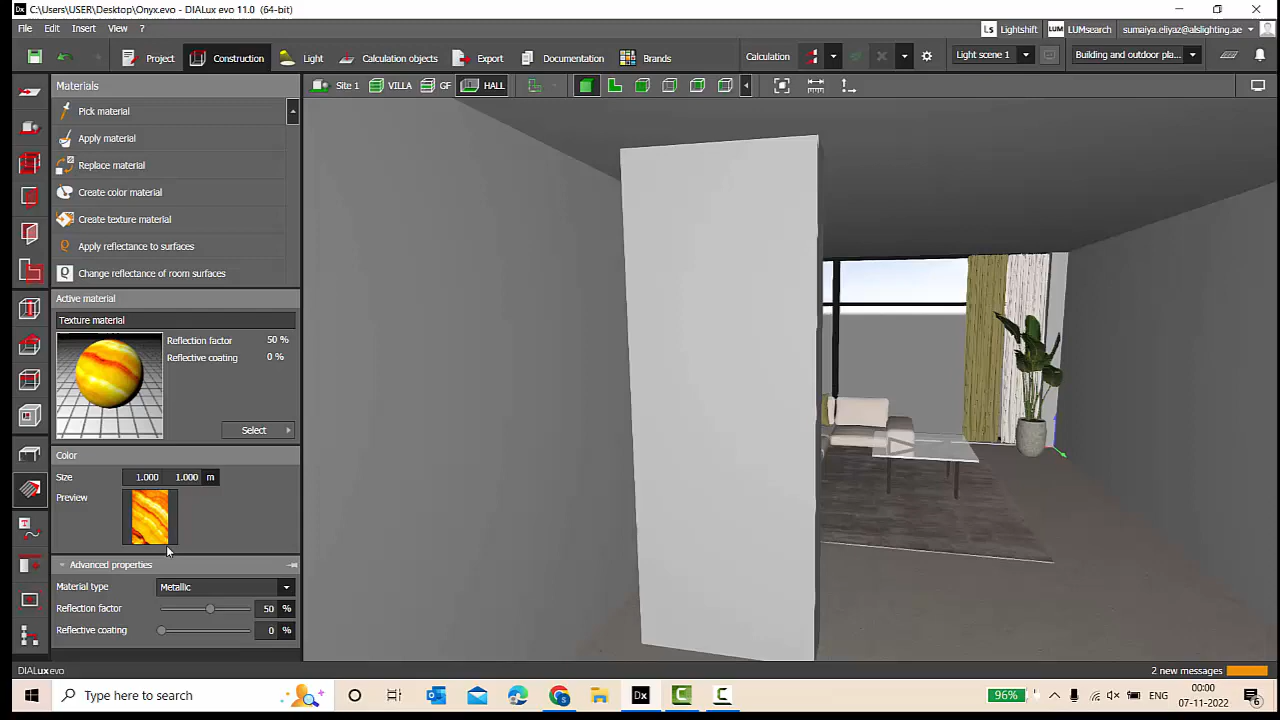 C:\Users\USER\Desktop\Onyx.evo - DIALux evo 11.0 (64-bit)
File Edit Insert View ?
Ls Lightshift LUM LUMsearch sumaiya.eliyaz@alslighting.ae
Project Construction Light Calculation objects Export Documentation Brands Calculation Light scene 1 Building and outdoor pla...
Materials
Site 1 VILLA GF HALL
Pick material
Apply material
Replace material
Create color material
Create texture material
Apply reflectance to surfaces
Change reflectance of room surfaces
Active material
Texture material
Reflection factor 50 %
Reflective coating 0 %
Select
Color
Size 1.000 1.000 m
Preview
Advanced properties
Material type Metallic
Reflection factor 50 %
Reflective coating 0 %
DIALux evo 2 new messages
Type here to search
Dx
96%
ENG
00:00
07-11-2022
6